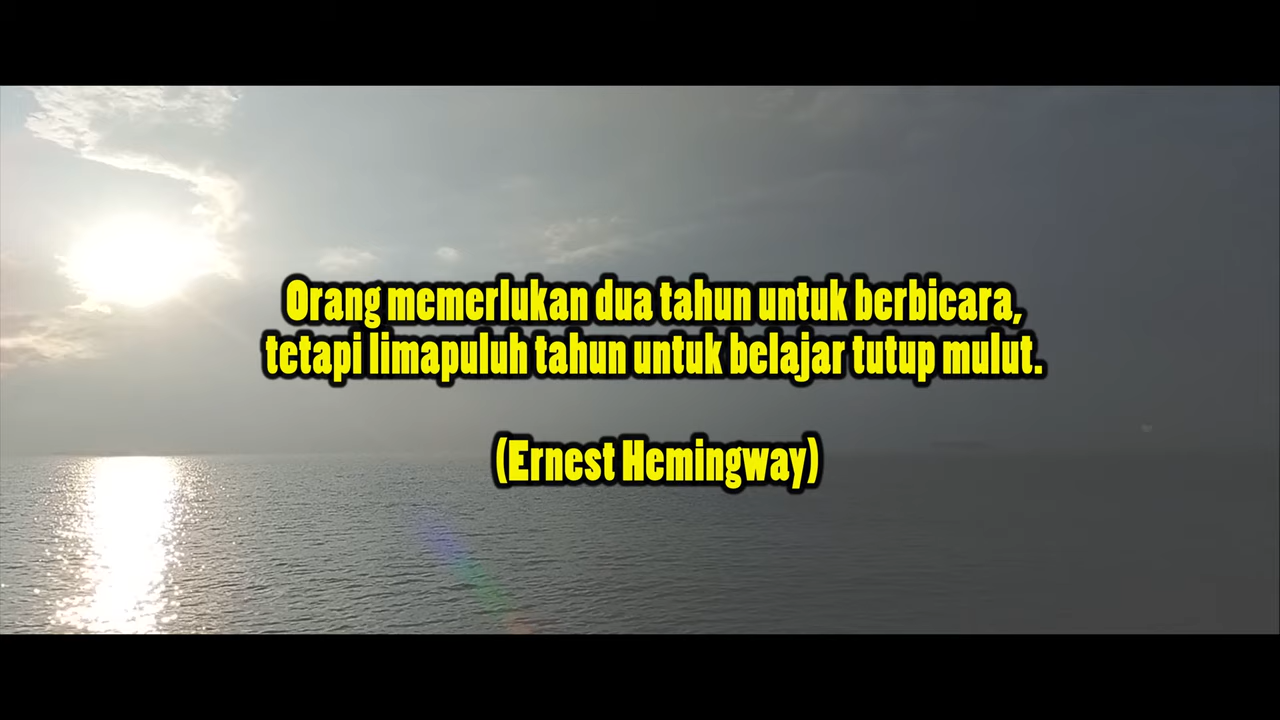 Orang memerlukan dua tahun untuk berbicara,
tetapi limapuluh tahun untuk belajar tutup mulut.
(Ernest Hemingway)